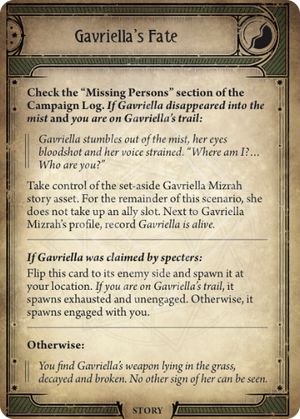 Gavriella's Fate
Check the “Missing Persons” section of the
Campaign Log. If Gavriella disappeared into the
mist and you are on Gavriella's trail:
Gavriella stumbles out of the mist, her eyes
bloodshot and her voice strained. “Where am I?…
Who are you?”
Take control of the set-aside Gavriella Mizrah
story asset. For the remainder of this scenario, she
does not take up an ally slot. Next to Gavriella
Mizrah's profile, record Gavriella is alive.
If Gavriella was claimed by specters:
Flip this card to its enemy side and spawn it at
your location. If you are on Gavriella's trail, it
spawns exhausted and unengaged. Otherwise, it
spawns engaged with you.
Otherwise:
You find Gavriella's weapon lying in the grass,
decayed and broken. No other sign of her can be seen.
STORY